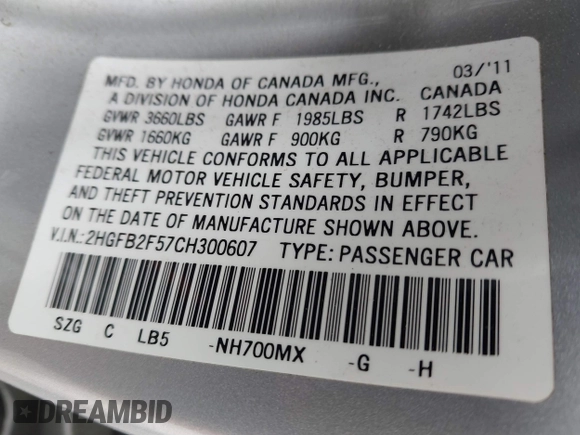 MFD. BY HONDA OF CANADA MFG., 03/'11
A DIVISION OF HONDA CANADA INC. CANADA
GVWR 3660LBS GAWR F 1985LBS R 1742LBS
GVWR 1660KG GAWR F 900KG R 790KG
THIS VEHICLE CONFORMS TO ALL APPLICABLE
FEDERAL MOTOR VEHICLE SAFETY, BUMPER,
AND THEFT PREVENTION STANDARDS IN EFFECT
ON THE DATE OF MANUFACTURE SHOWN ABOVE.
V.I.N.:2HGFB2F57CH300607 TYPE: PASSENGER CAR
SZG C LB5 -NH700MX -G -H
DREAMBID